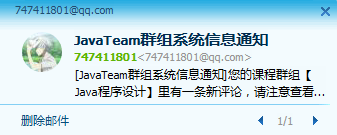 747411801@qq.com
JavaTeam群组系统信息通知
747411801<747411801@qq.com>
[JavaTeam群组系统信息通知]您的课程群组【
Java程序设计】里有一条新评论，请注意查看...
删除邮件 1/1